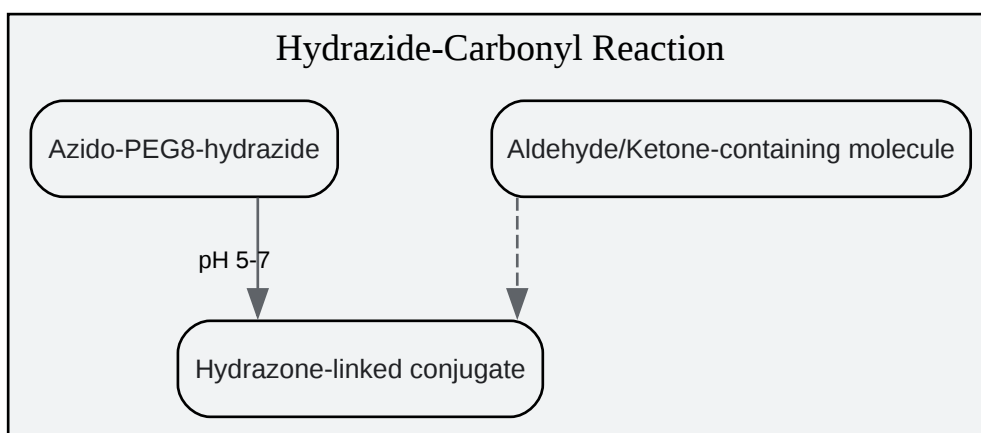 Hydrazide-Carbonyl Reaction
Azido-PEG8-hydrazide
Aldehyde/Ketone-containing molecule
pH 5-7
Hydrazone-linked conjugate